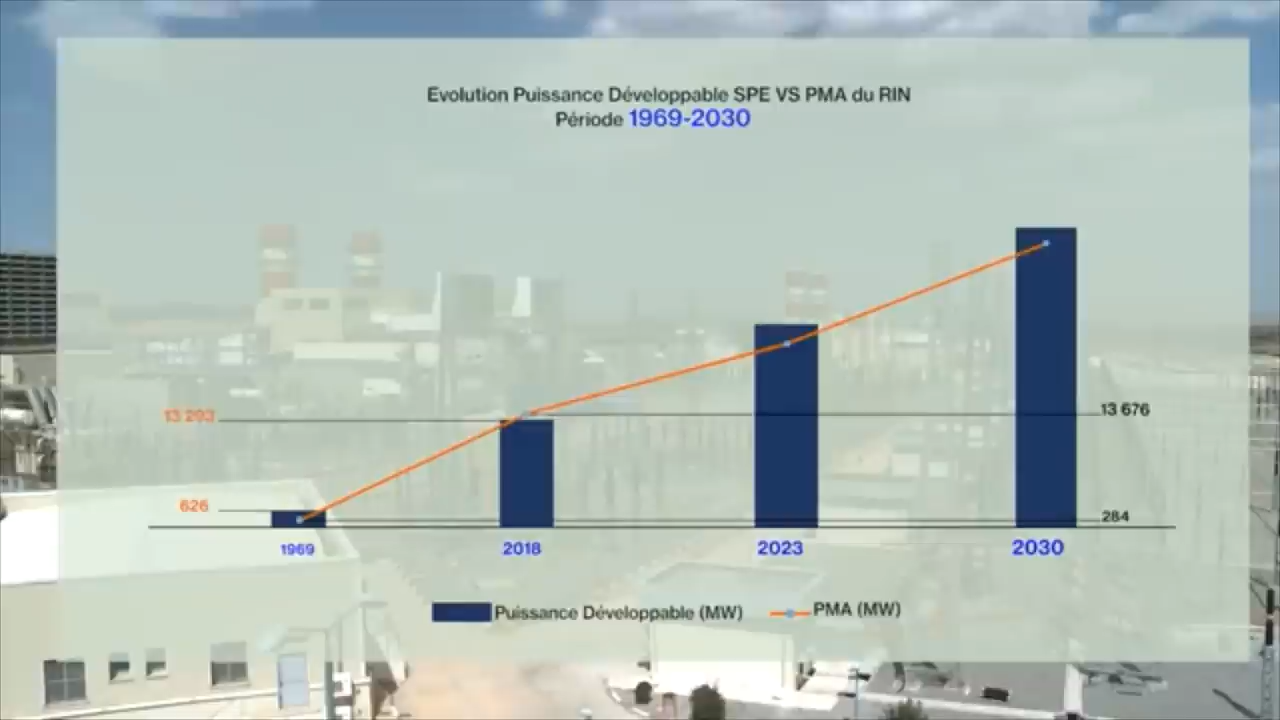 Evolution Puissance Développable SPE VS PMA du RIN
Période 1969-2030
13 293
13 676
626
284
1969
2018
2023
2030
Puissance Développable (MW)
PMA (MW)